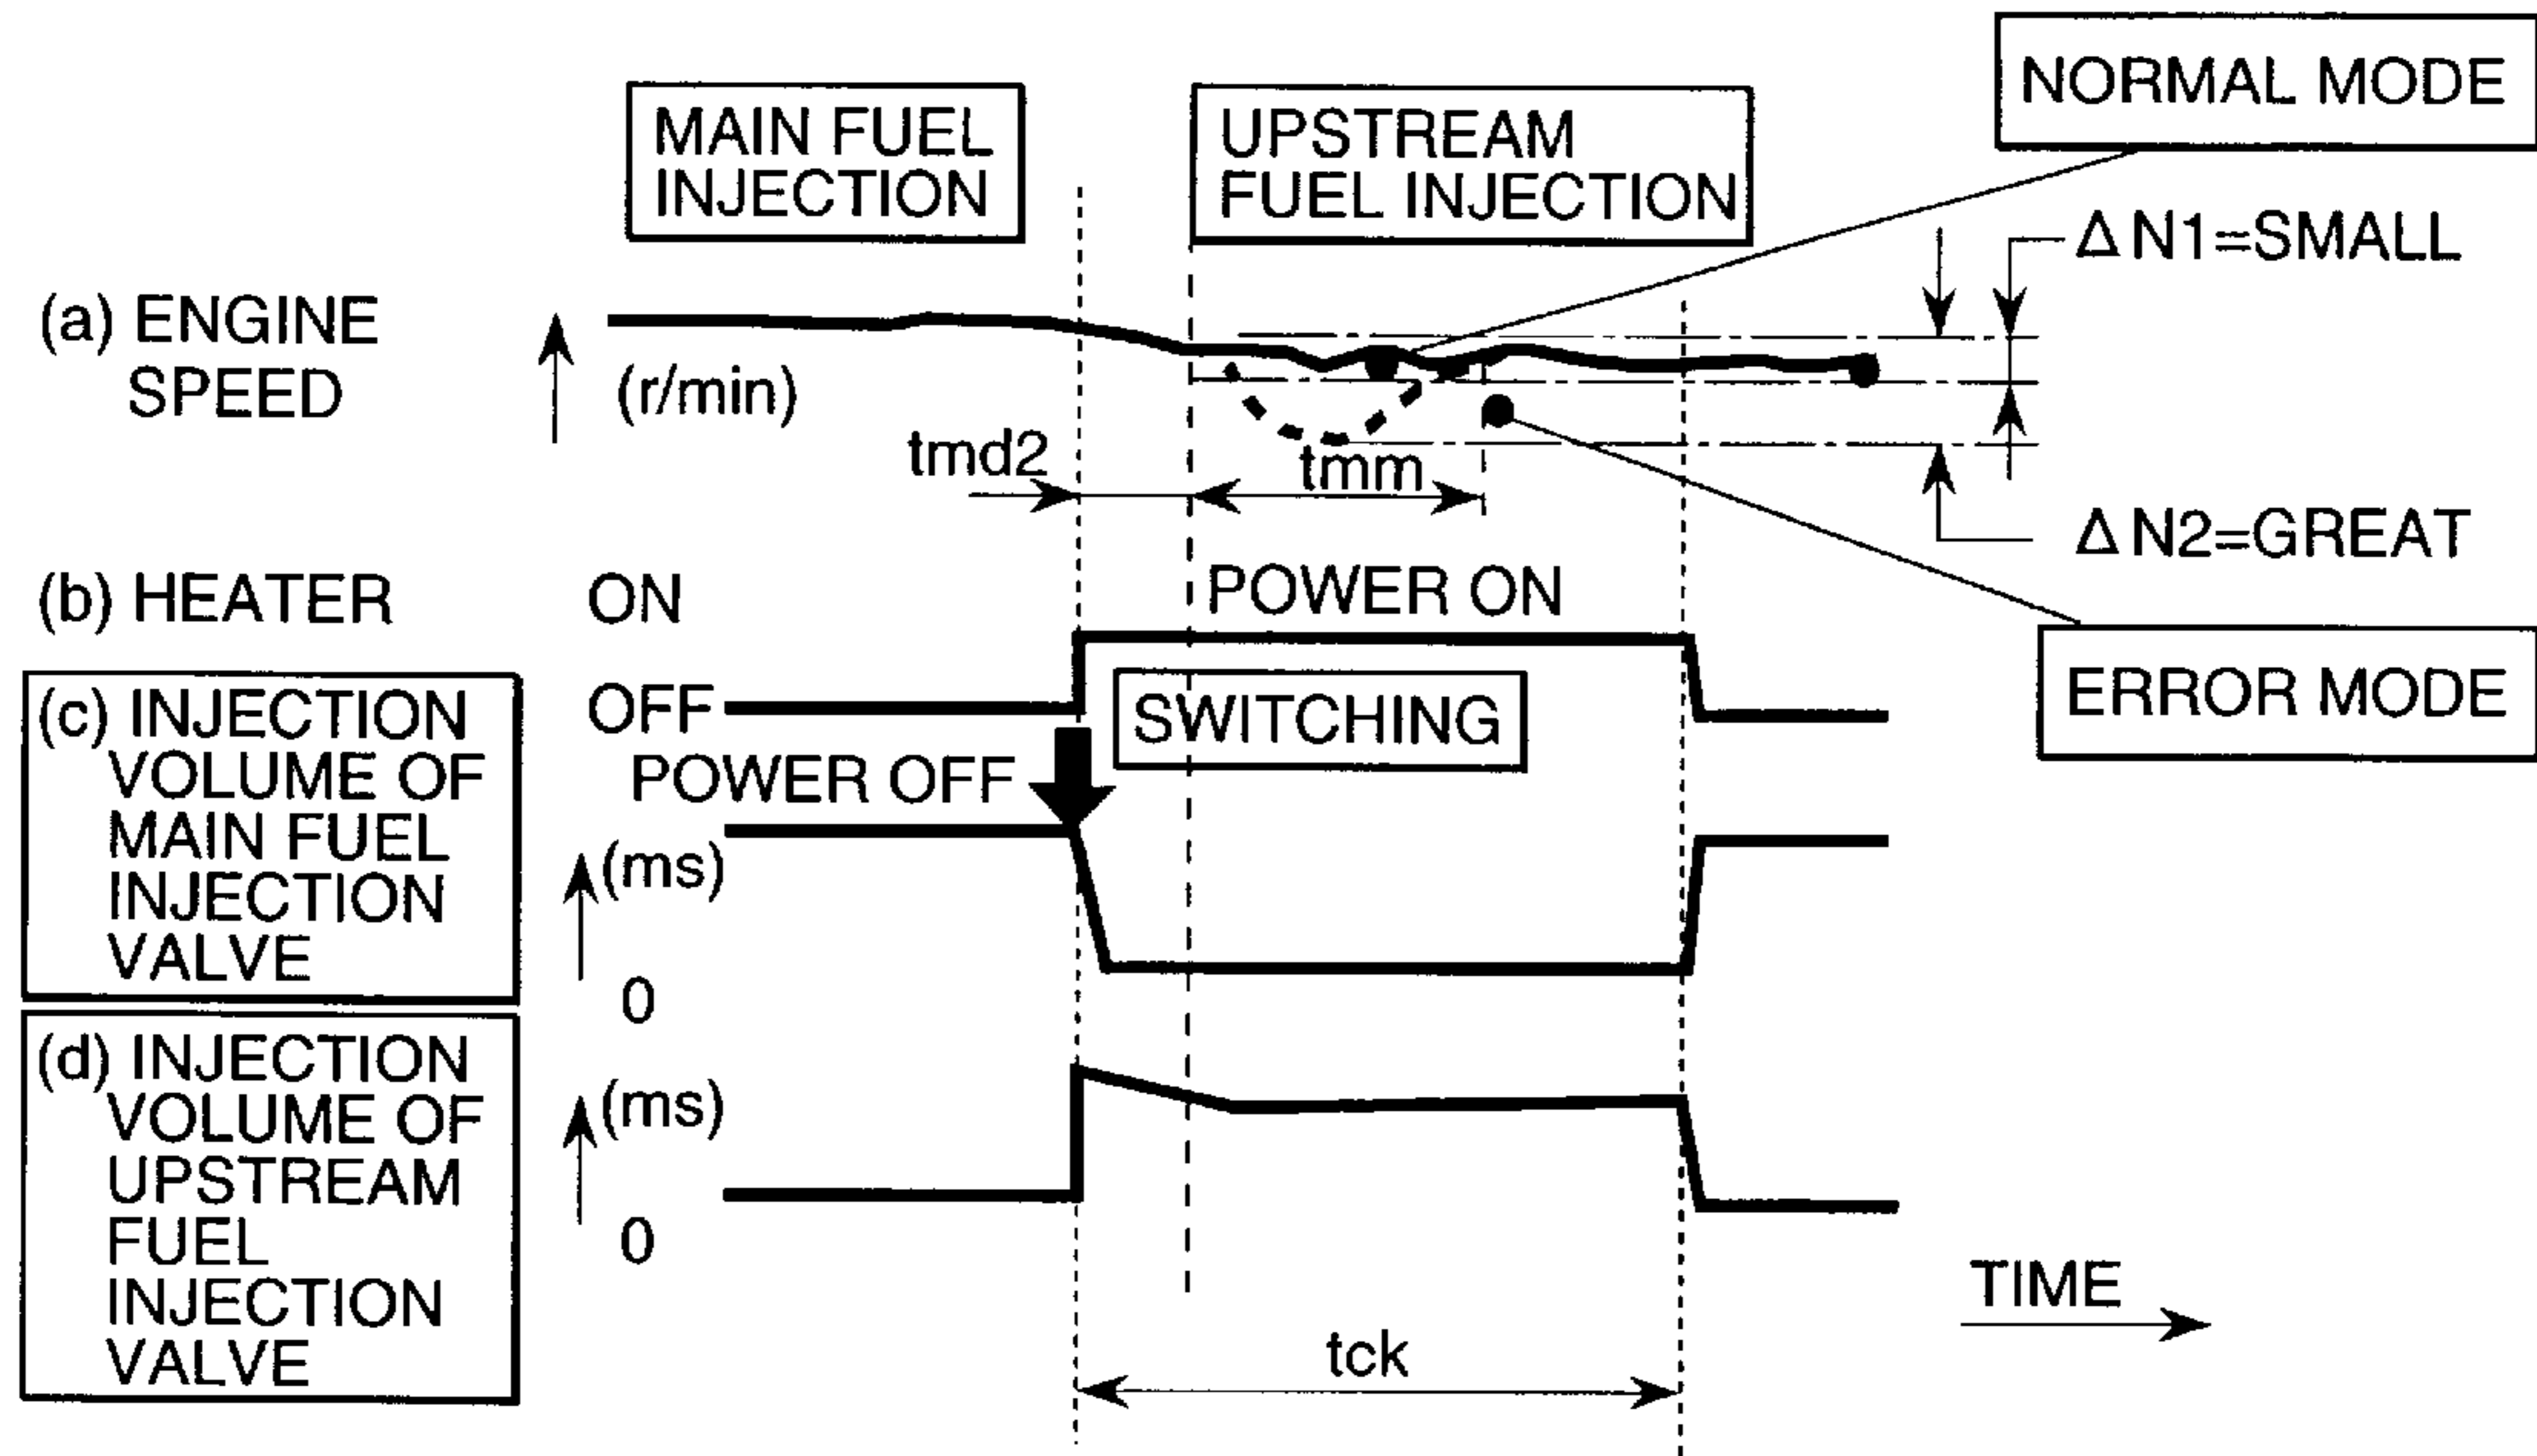 NORMAL MODE
MAIN FUEL
INJECTION
UPSTREAM
FUEL INJECTION
Δ N1=SMALL
(a) ENGINE
SPEED
(r/min)
tmd2
tmm
Δ N2=GREAT
(b) HEATER
ON
POWER ON
OFF
SWITCHING
ERROR MODE
POWER OFF
(c) INJECTION
VOLUME OF
MAIN FUEL
INJECTION
VALVE
(ms)
0
(d) INJECTION
VOLUME OF
UPSTREAM
FUEL
INJECTION
VALVE
(ms)
0
TIME
tck